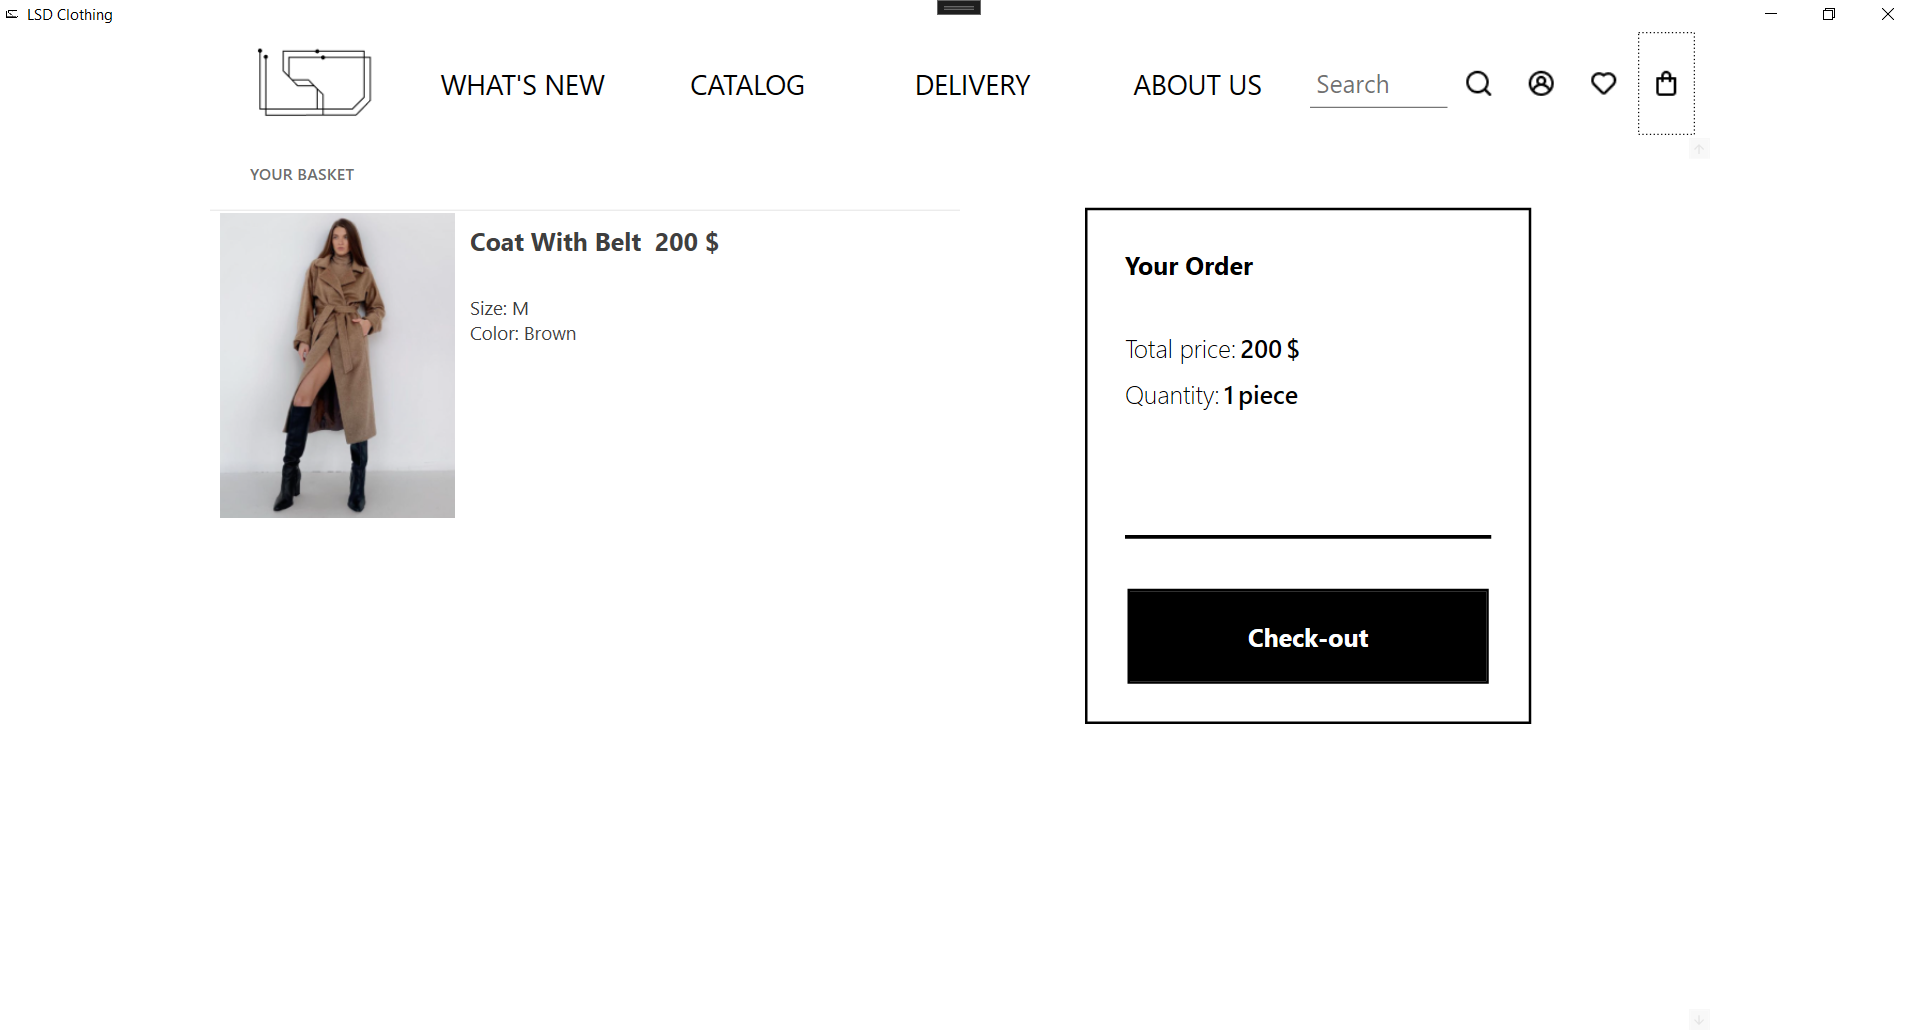 LSD Clothing
WHAT'S NEW
CATALOG
DELIVERY
ABOUT US
Search
YOUR BASKET
Coat With Belt 200 $
Size: M
Color: Brown
Your Order
Total price: 200 $
Quantity: 1 piece
Check-out